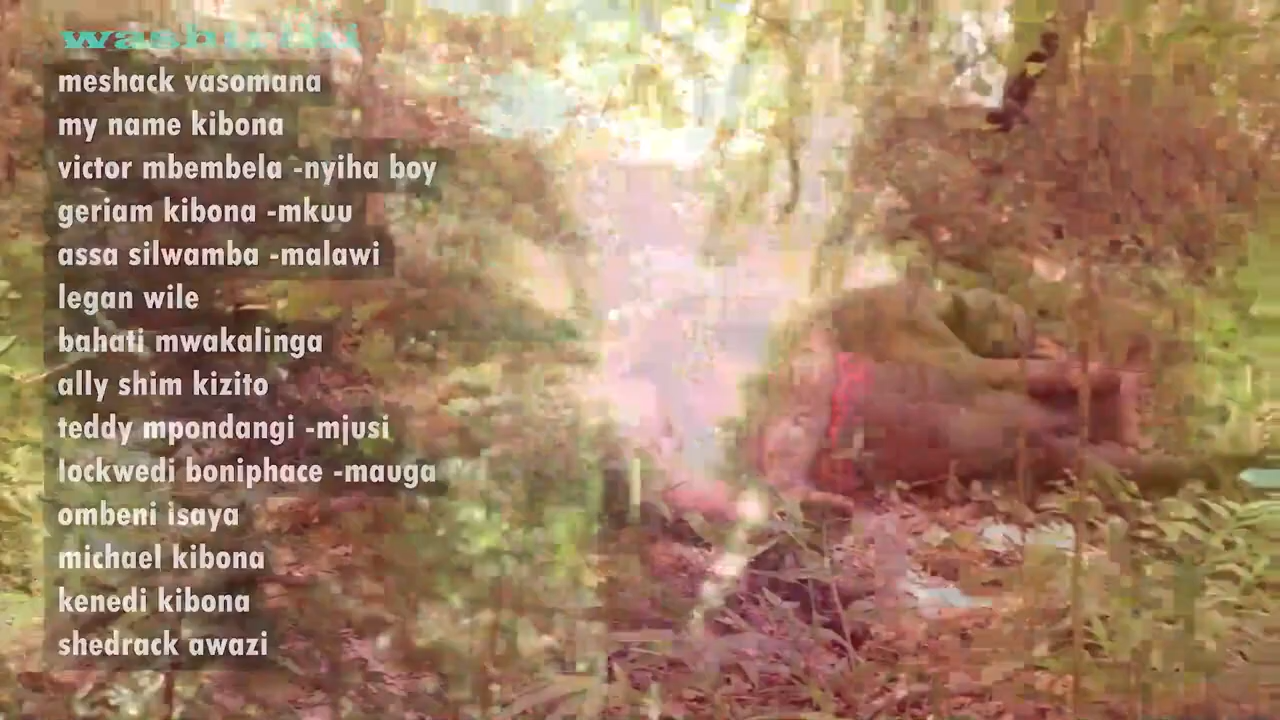 washiriki
meshack vasomana
my name kibona
victor mbembela -nyiha boy
geriam kibona -mkuu
assa silwamba -malawi
legan wile
bahati mwakalinga
ally shim kizito
teddy mpondangi -mjusi
lockwedi boniphace -mauga
ombeni isaya
michael kibona
kenedi kibona
shedrack awazi